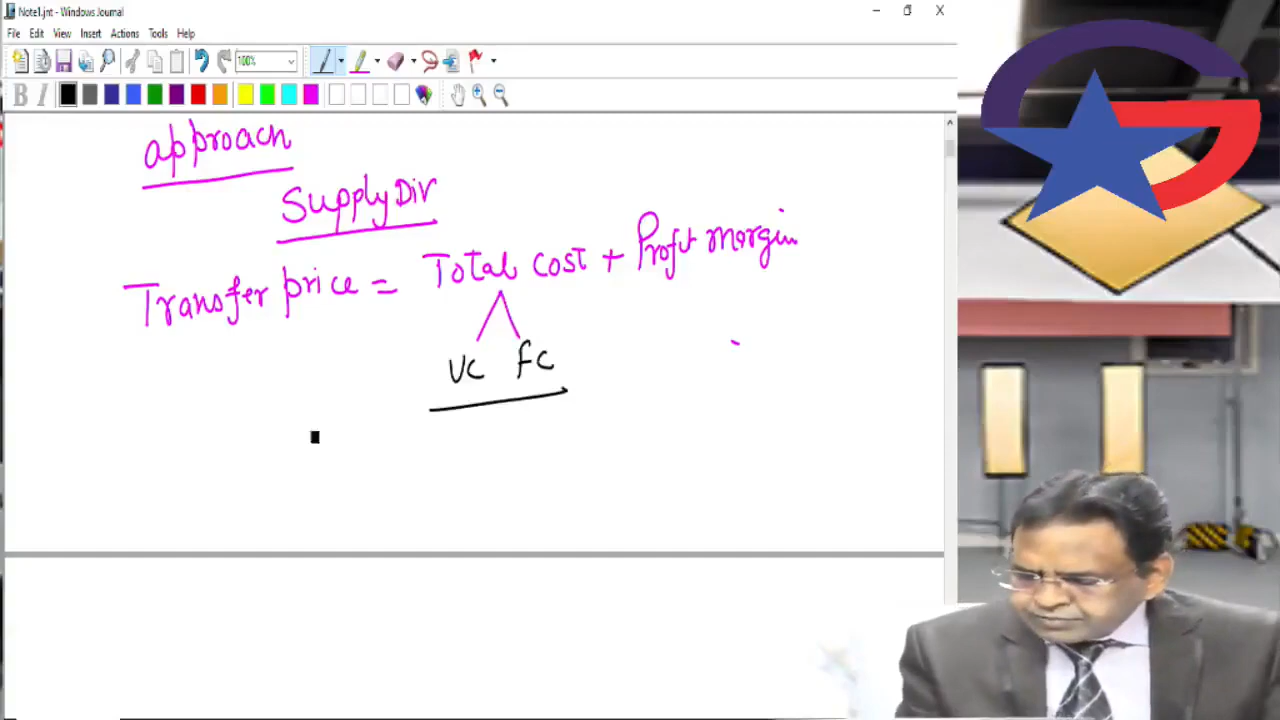 Note1.jnt - Windows Journal
File Edit View Insert Actions Tools Help
100%
B I
approach
Supply Div
Transfer price = Total cost + Profit margin
VC FC